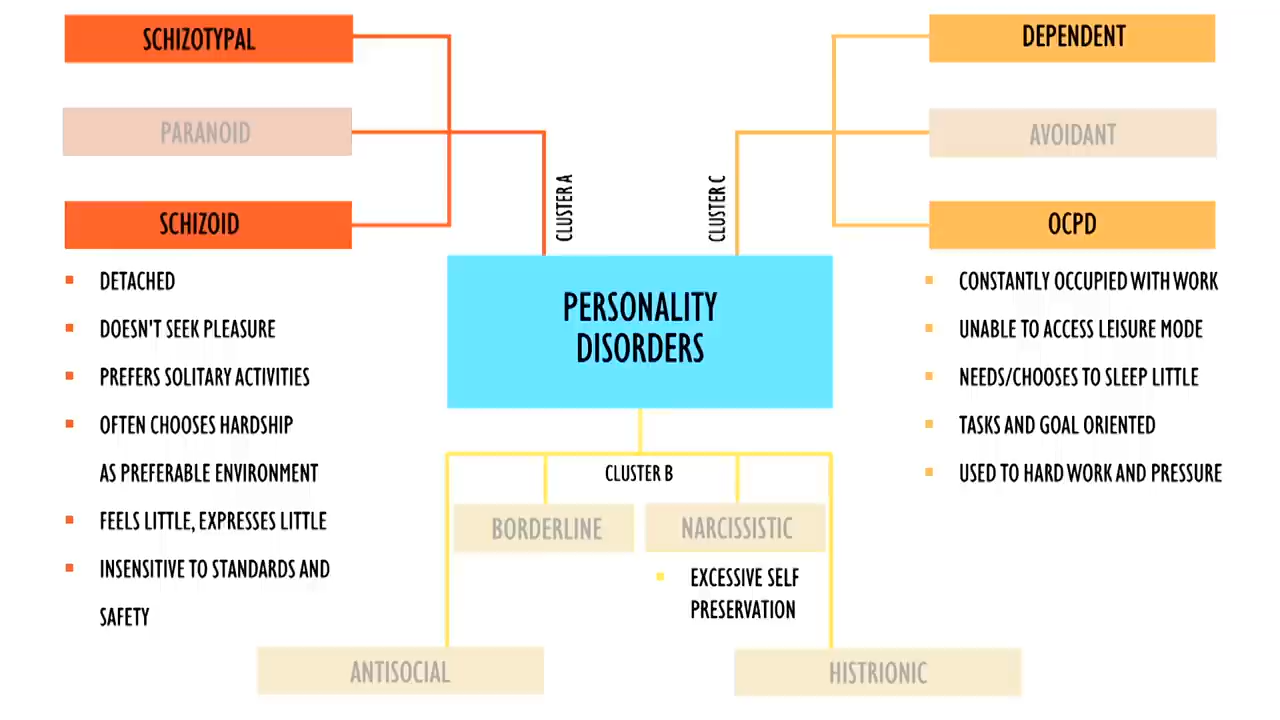 SCHIZOTYPAL
PARANOID
SCHIZOID
DETACHED
DOESN'T SEEK PLEASURE
PREFERS SOLITARY ACTIVITIES
OFTEN CHOOSES HARDSHIP
AS PREFERABLE ENVIRONMENT
FEELS LITTLE, EXPRESSES LITTLE
INSENSITIVE TO STANDARDS AND
SAFETY
CLUSTER A
CLUSTER C
DEPENDENT
AVOIDANT
OCPD
CONSTANTLY OCCUPIED WITH WORK
UNABLE TO ACCESS LEISURE MODE
NEEDS/CHOOSES TO SLEEP LITTLE
TASKS AND GOAL ORIENTED
USED TO HARD WORK AND PRESSURE
PERSONALITY
DISORDERS
CLUSTER B
BORDERLINE
NARCISSISTIC
EXCESSIVE SELF
PRESERVATION
ANTISOCIAL
HISTRIONIC